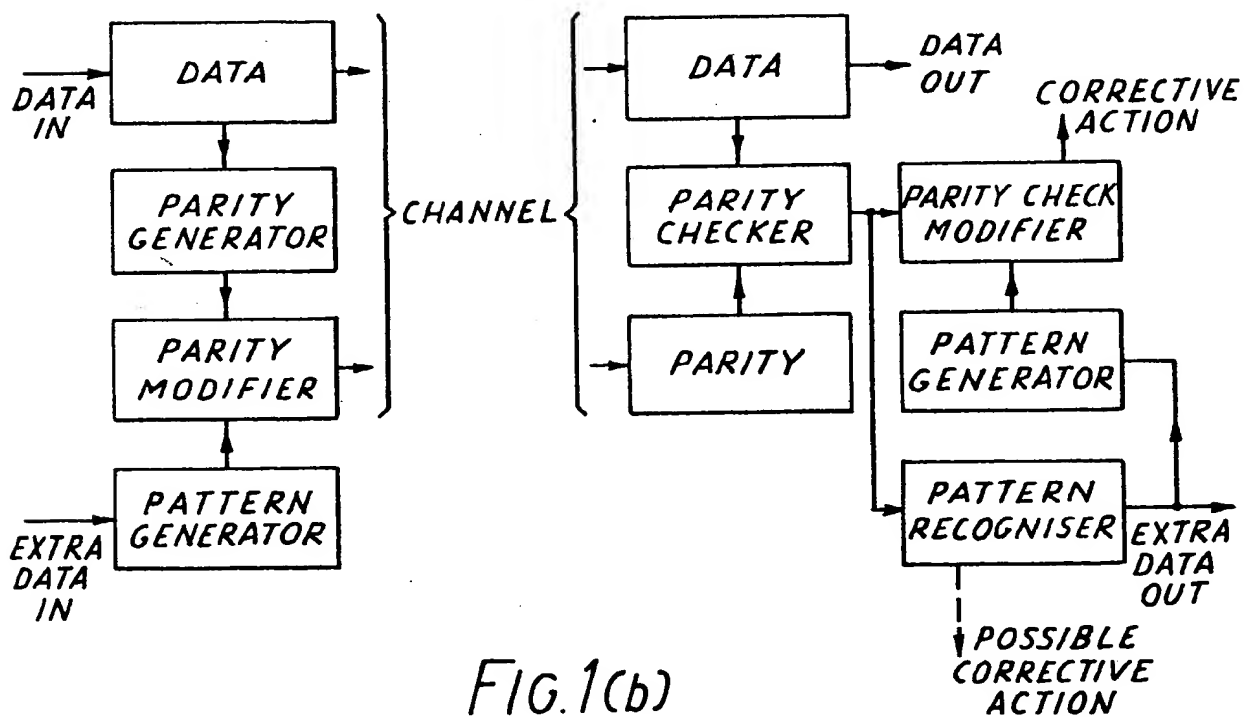 DATA
DATA
IN
PARITY
GENERATOR
PARITY
MODIFIER
PATTERN
GENERATOR
EXTRA
DATA
IN
CHANNEL
DATA
DATA
OUT
PARITY
CHECKER
PARITY
CORRECTIVE
ACTION
PARITY CHECK
MODIFIER
PATTERN
GENERATOR
PATTERN
RECOGNISER
EXTRA
DATA
OUT
POSSIBLE
CORRECTIVE
ACTION
FIG.1(b)